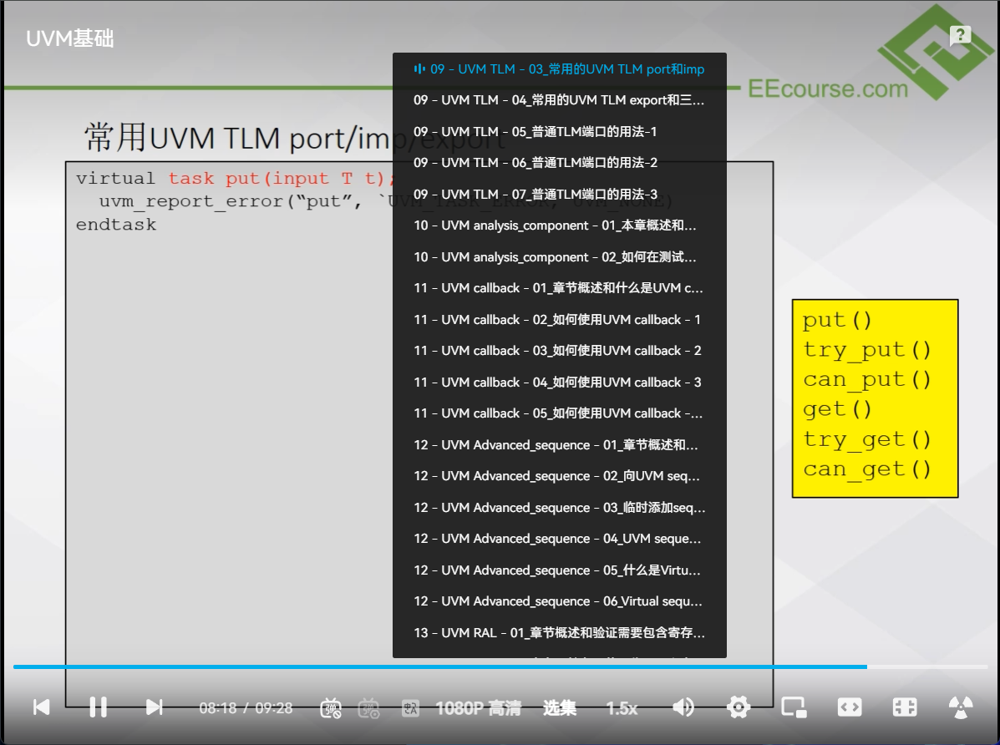 UVM基础
?
EEcourse.com
常用UVM TLM port/imp/export
virtual task put(input T t);
uvm_report_error(“put”, `UVM_TASK_ERROR, UVM_NONE)
endtask
09 - UVM TLM - 03_常用的UVM TLM port和imp
09 - UVM TLM - 04_常用的UVM TLM export和三...
09 - UVM TLM - 05_普通TLM端口的用法-1
09 - UVM TLM - 06_普通TLM端口的用法-2
09 - UVM TLM - 07_普通TLM端口的用法-3
10 - UVM analysis_component - 01_本章概述和...
10 - UVM analysis_component - 02_如何在测试...
11 - UVM callback - 01_章节概述和什么是UVM c...
11 - UVM callback - 02_如何使用UVM callback - 1
11 - UVM callback - 03_如何使用UVM callback - 2
11 - UVM callback - 04_如何使用UVM callback - 3
11 - UVM callback - 05_如何使用UVM callback -...
12 - UVM Advanced_sequence - 01_章节概述和...
12 - UVM Advanced_sequence - 02_向UVM seq...
12 - UVM Advanced_sequence - 03_临时添加seq...
12 - UVM Advanced_sequence - 04_UVM seque...
12 - UVM Advanced_sequence - 05_什么是Virtu...
12 - UVM Advanced_sequence - 06_Virtual sequ...
13 - UVM RAL - 01_章节概述和验证需要包含寄存...
put()
try_put()
can_put()
get()
try_get()
can_get()
08:18 / 09:28
1080P 高清
选集
1.5x